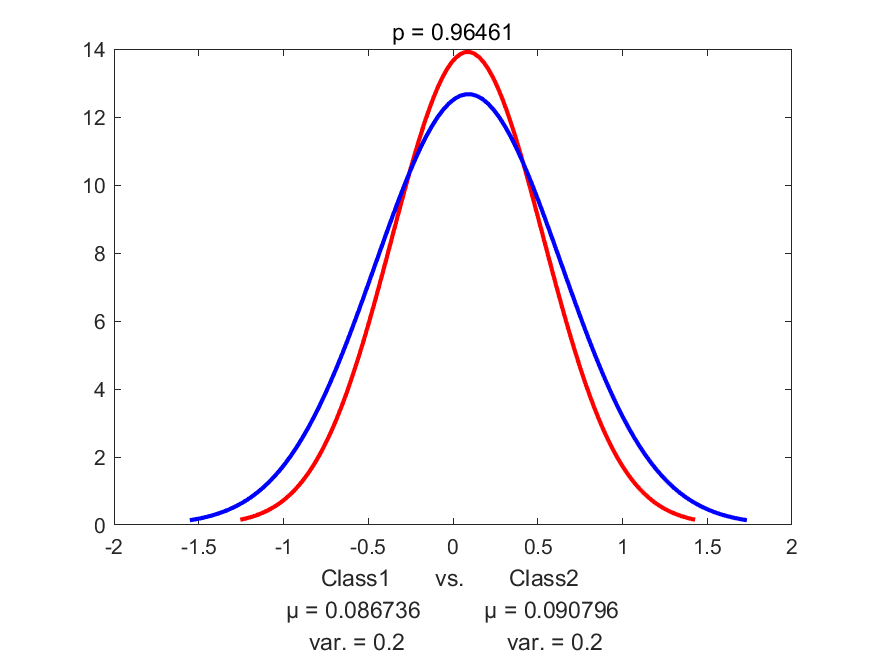 p = 0.96461
14
12
10
8
6
4
2
0
-2 -1.5 -1 -0.5 0 0.5 1 1.5 2
Class1 vs. Class2
μ = 0.086736 μ = 0.090796
var. = 0.2 var. = 0.2